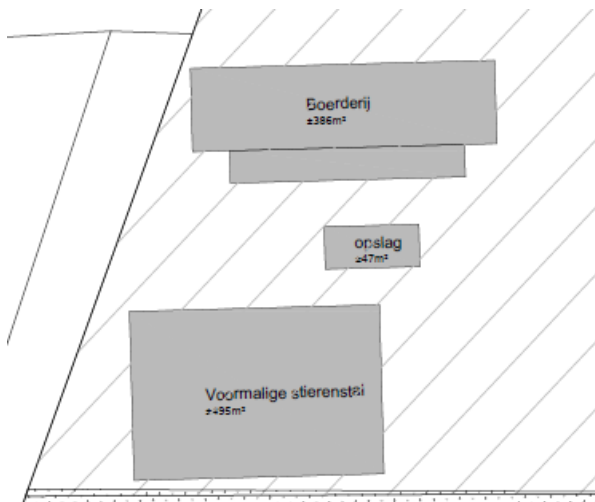 Boerderij
±386m²
opslag
±47m²
Voormalige stierenstal
±495m²